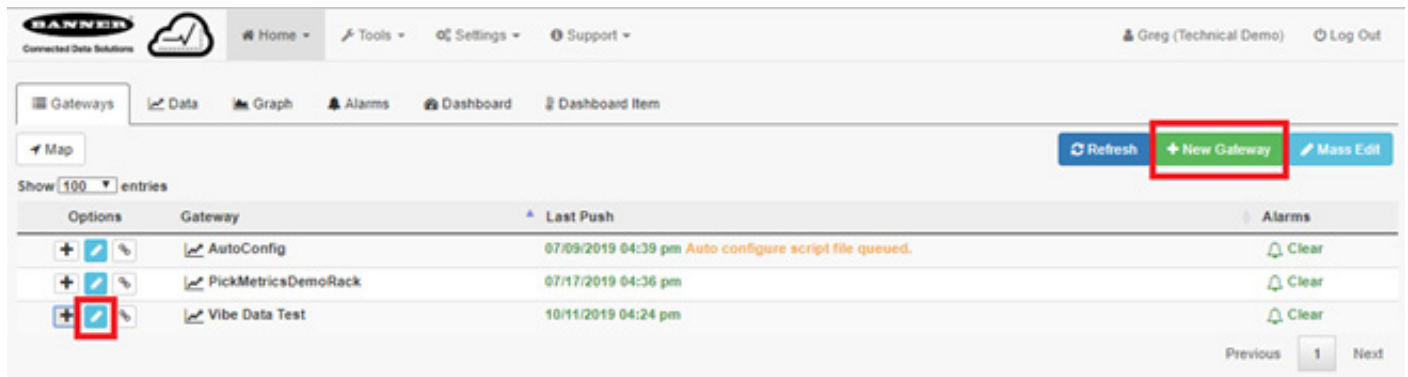 BANNER Home Tools Settings Support Greg (Technical Demo) Log Out
Connected Data Solutions
Gateways Data Graph Alarms Dashboard Dashboard Item
Map Refresh + New Gateway Mass Edit
Show 100 entries
Options Gateway Last Push Alarms
AutoConfig 07/09/2019 04:39 pm Auto configure script file queued. Clear
PickMetricsDemoRack 07/17/2019 04:36 pm Clear
Vibe Data Test 10/11/2019 04:24 pm Clear
Previous 1 Next